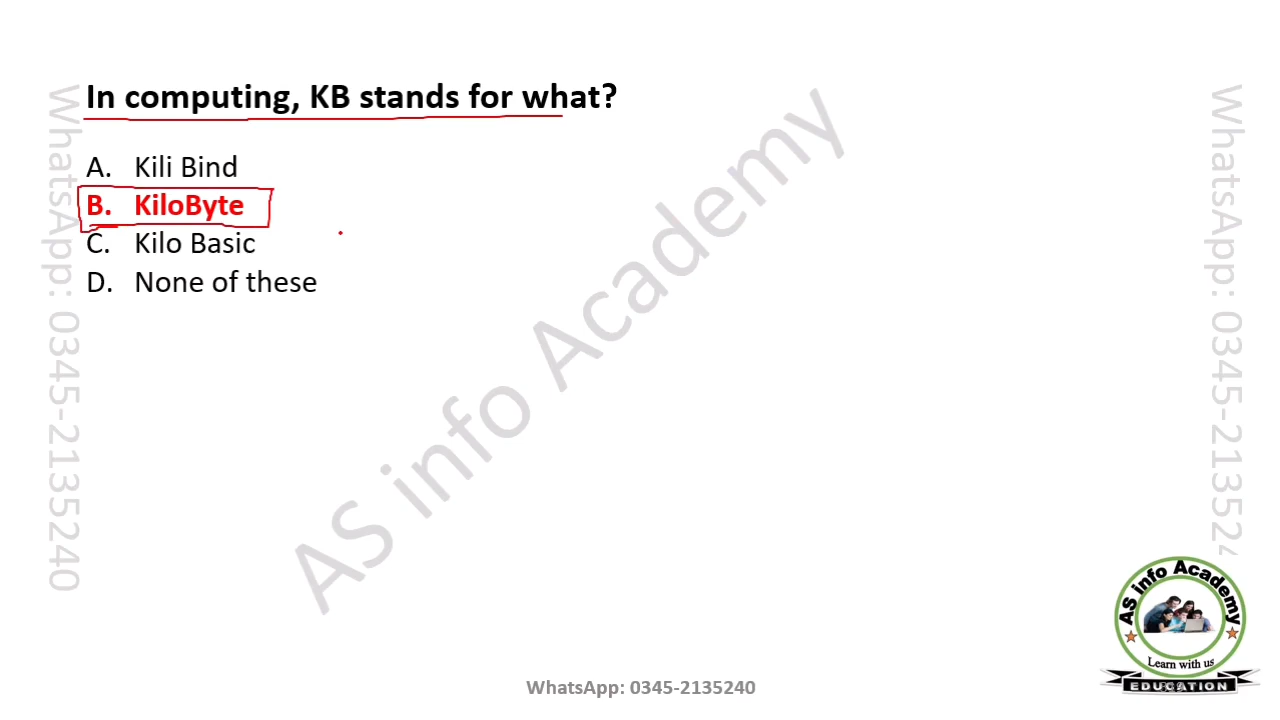 In computing, KB stands for what?
A. Kili Bind
B. KiloByte
C. Kilo Basic
D. None of these
AS info Academy
WhatsApp: 0345-2135240
WhatsApp: 0345-213524
AS info Academy
Learn with us
EDUCATION
WhatsApp: 0345-2135240